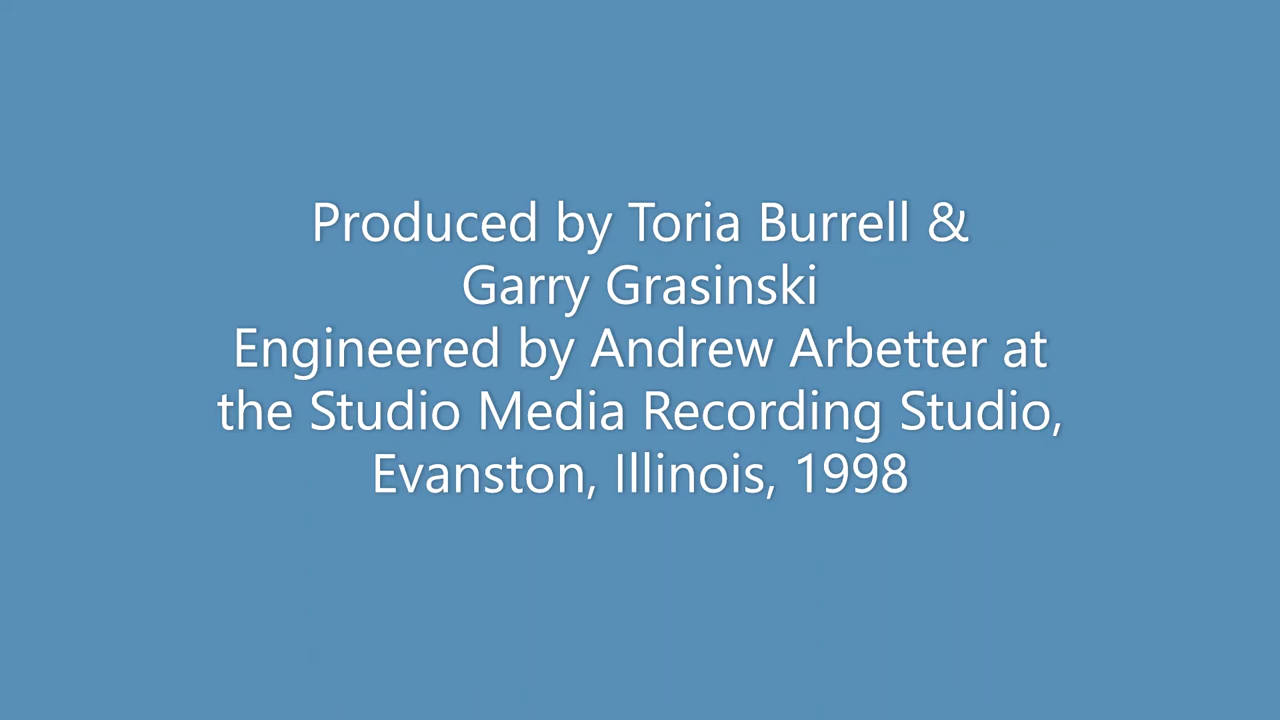 Produced by Toria Burrell &
Garry Grasinski
Engineered by Andrew Arbetter at
the Studio Media Recording Studio,
Evanston, Illinois, 1998